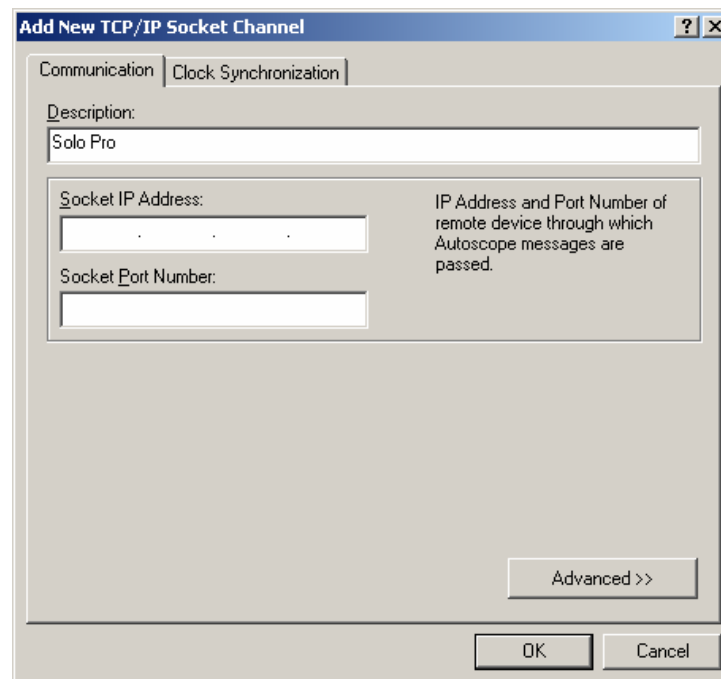 Add New TCP/IP Socket Channel
Communication
Clock Synchronization
Description:
Solo Pro
Socket IP Address:
. . .
Socket Port Number:
IP Address and Port Number of
remote device through which
Autoscope messages are
passed.
Advanced >>
OK
Cancel